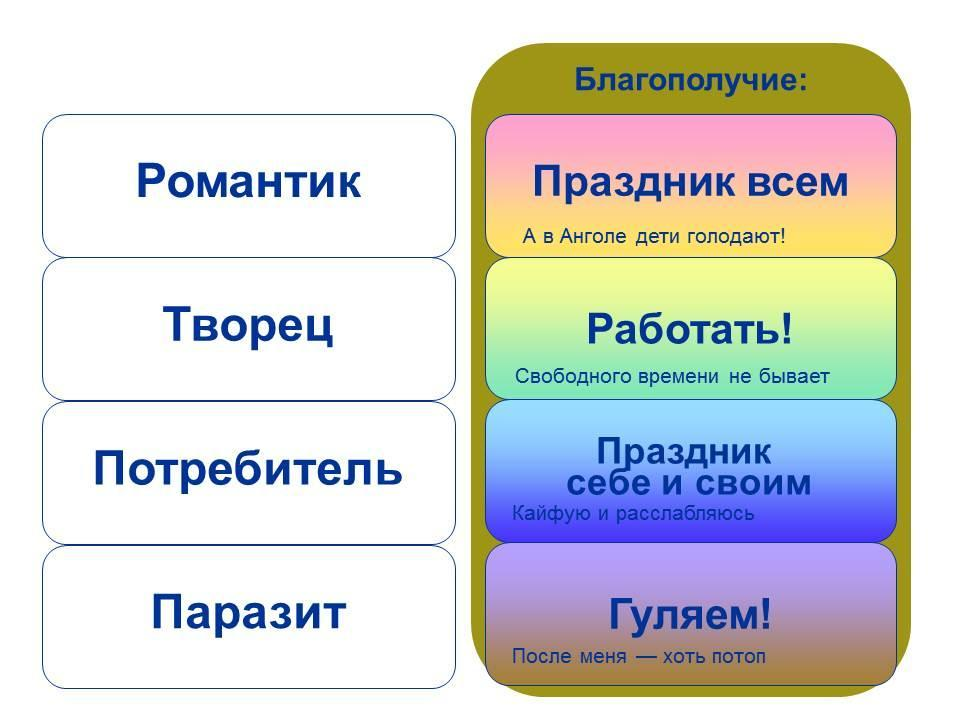 Благополучие:
Романтик
Праздник всем
А в Анголе дети голодают!
Творец
Работать!
Свободного времени не бывает
Потребитель
Праздник
себе и своим
Кайфую и расслабляюсь
Паразит
Гуляем!
После меня — хоть потоп